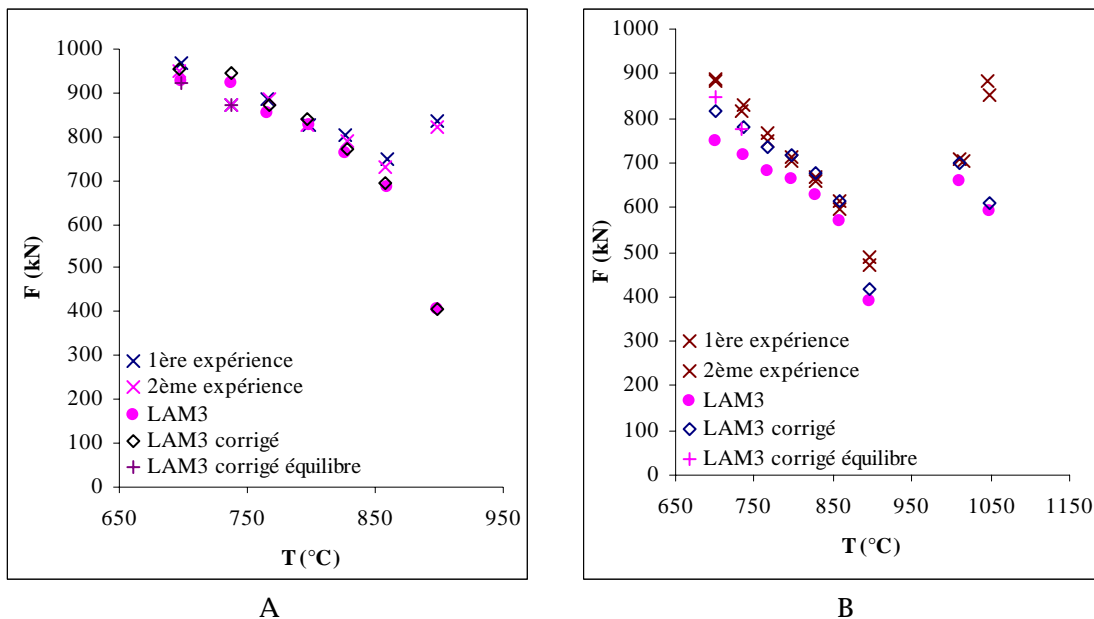 1000
900
800
700
600
500
400
300
200
100
0
F (kN)
1ère expérience
2ème expérience
LAM3
LAM3 corrigé
LAM3 corrigé équilibre
650
750
850
950
T (°C)
A
1000
900
800
700
600
500
400
300
200
100
0
F (kN)
1ère expérience
2ème expérience
LAM3
LAM3 corrigé
LAM3 corrigé équilibre
650
750
850
950
1050
1150
T (°C)
B